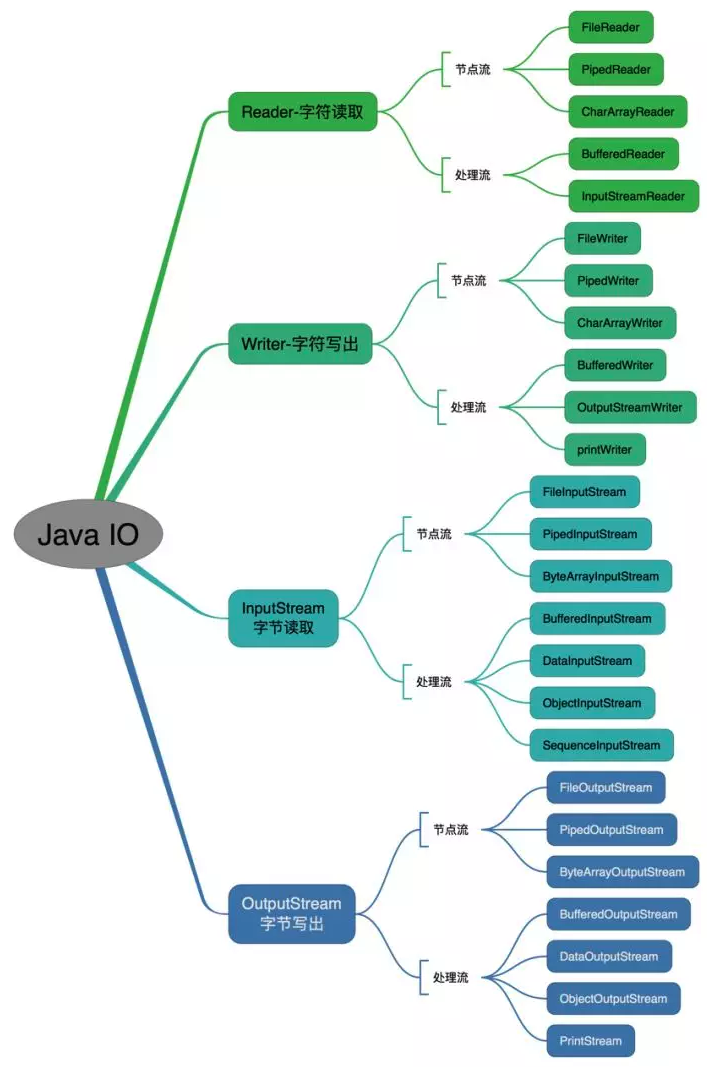 Java IO
Reader-字符读取
节点流
FileReader
PipedReader
CharArrayReader
处理流
BufferedReader
InputStreamReader
Writer-字符写出
节点流
FileWriter
PipedWriter
CharArrayWriter
处理流
BufferedWriter
OutputStreamWriter
printWriter
InputStream
字节读取
节点流
FileInputStream
PipedInputStream
ByteArrayInputStream
处理流
BufferedInputStream
DataInputStream
ObjectInputStream
SequenceInputStream
OutputStream
字节写出
节点流
FileOutputStream
PipedOutputStream
ByteArrayOutputStream
处理流
BufferedOutputStream
DataOutputStream
ObjectOutputStream
PrintStream